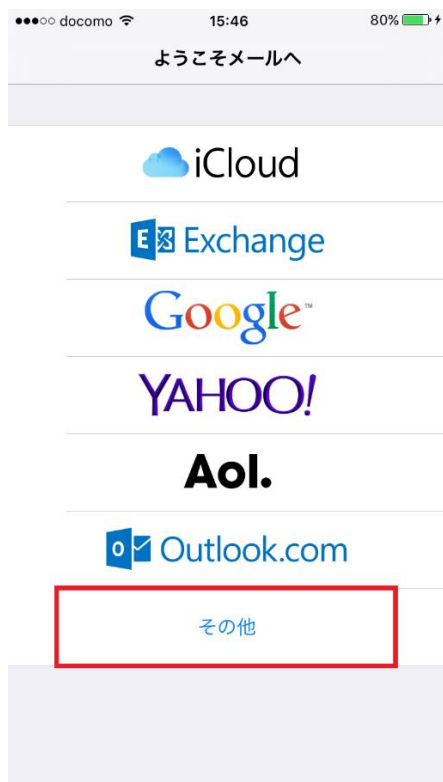 docomo 15:46 80%
ようこそメールへ
iCloud
E Exchange
Google™
YAHOO!
Aol.
o Outlook.com
その他